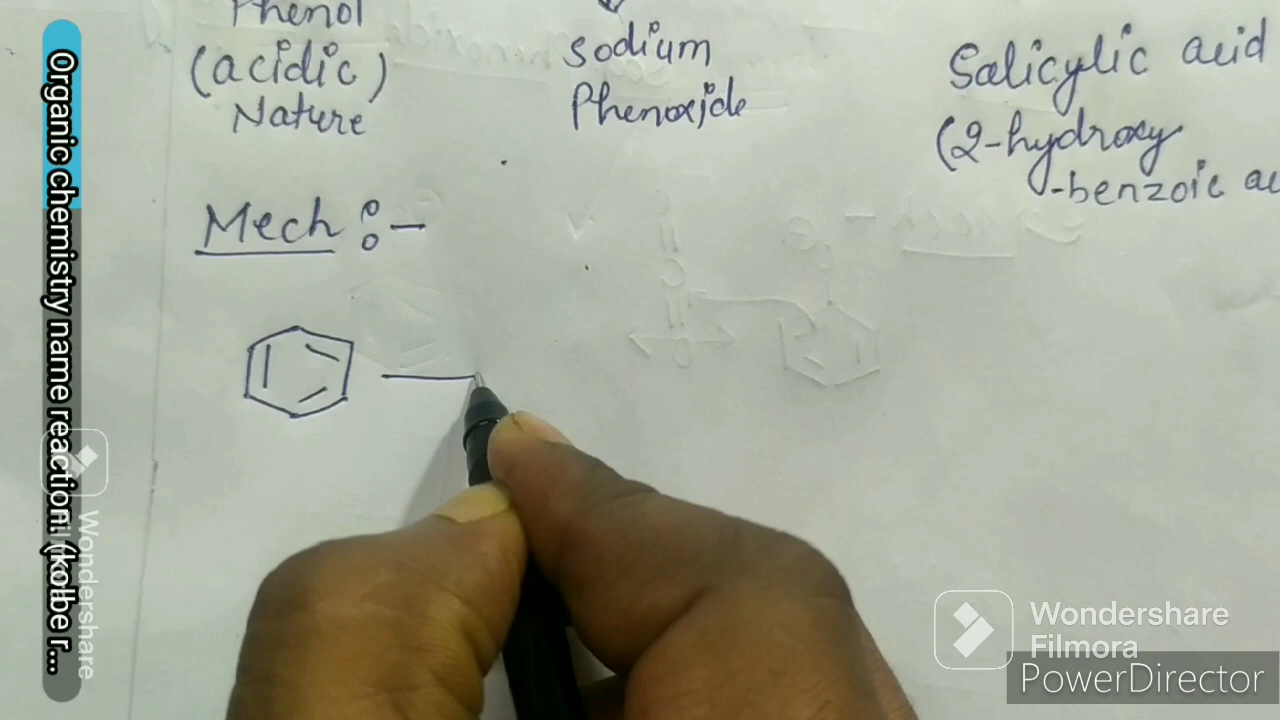 Phenol
(acidic)
Nature
Sodium
Phenoxide
Salicylic acid
(2-hydroxy
-benzoic
Mech :-
Organic chemistry name reaction! (kolbe r...
Wondershare
Wondershare
Filmora
PowerDirector